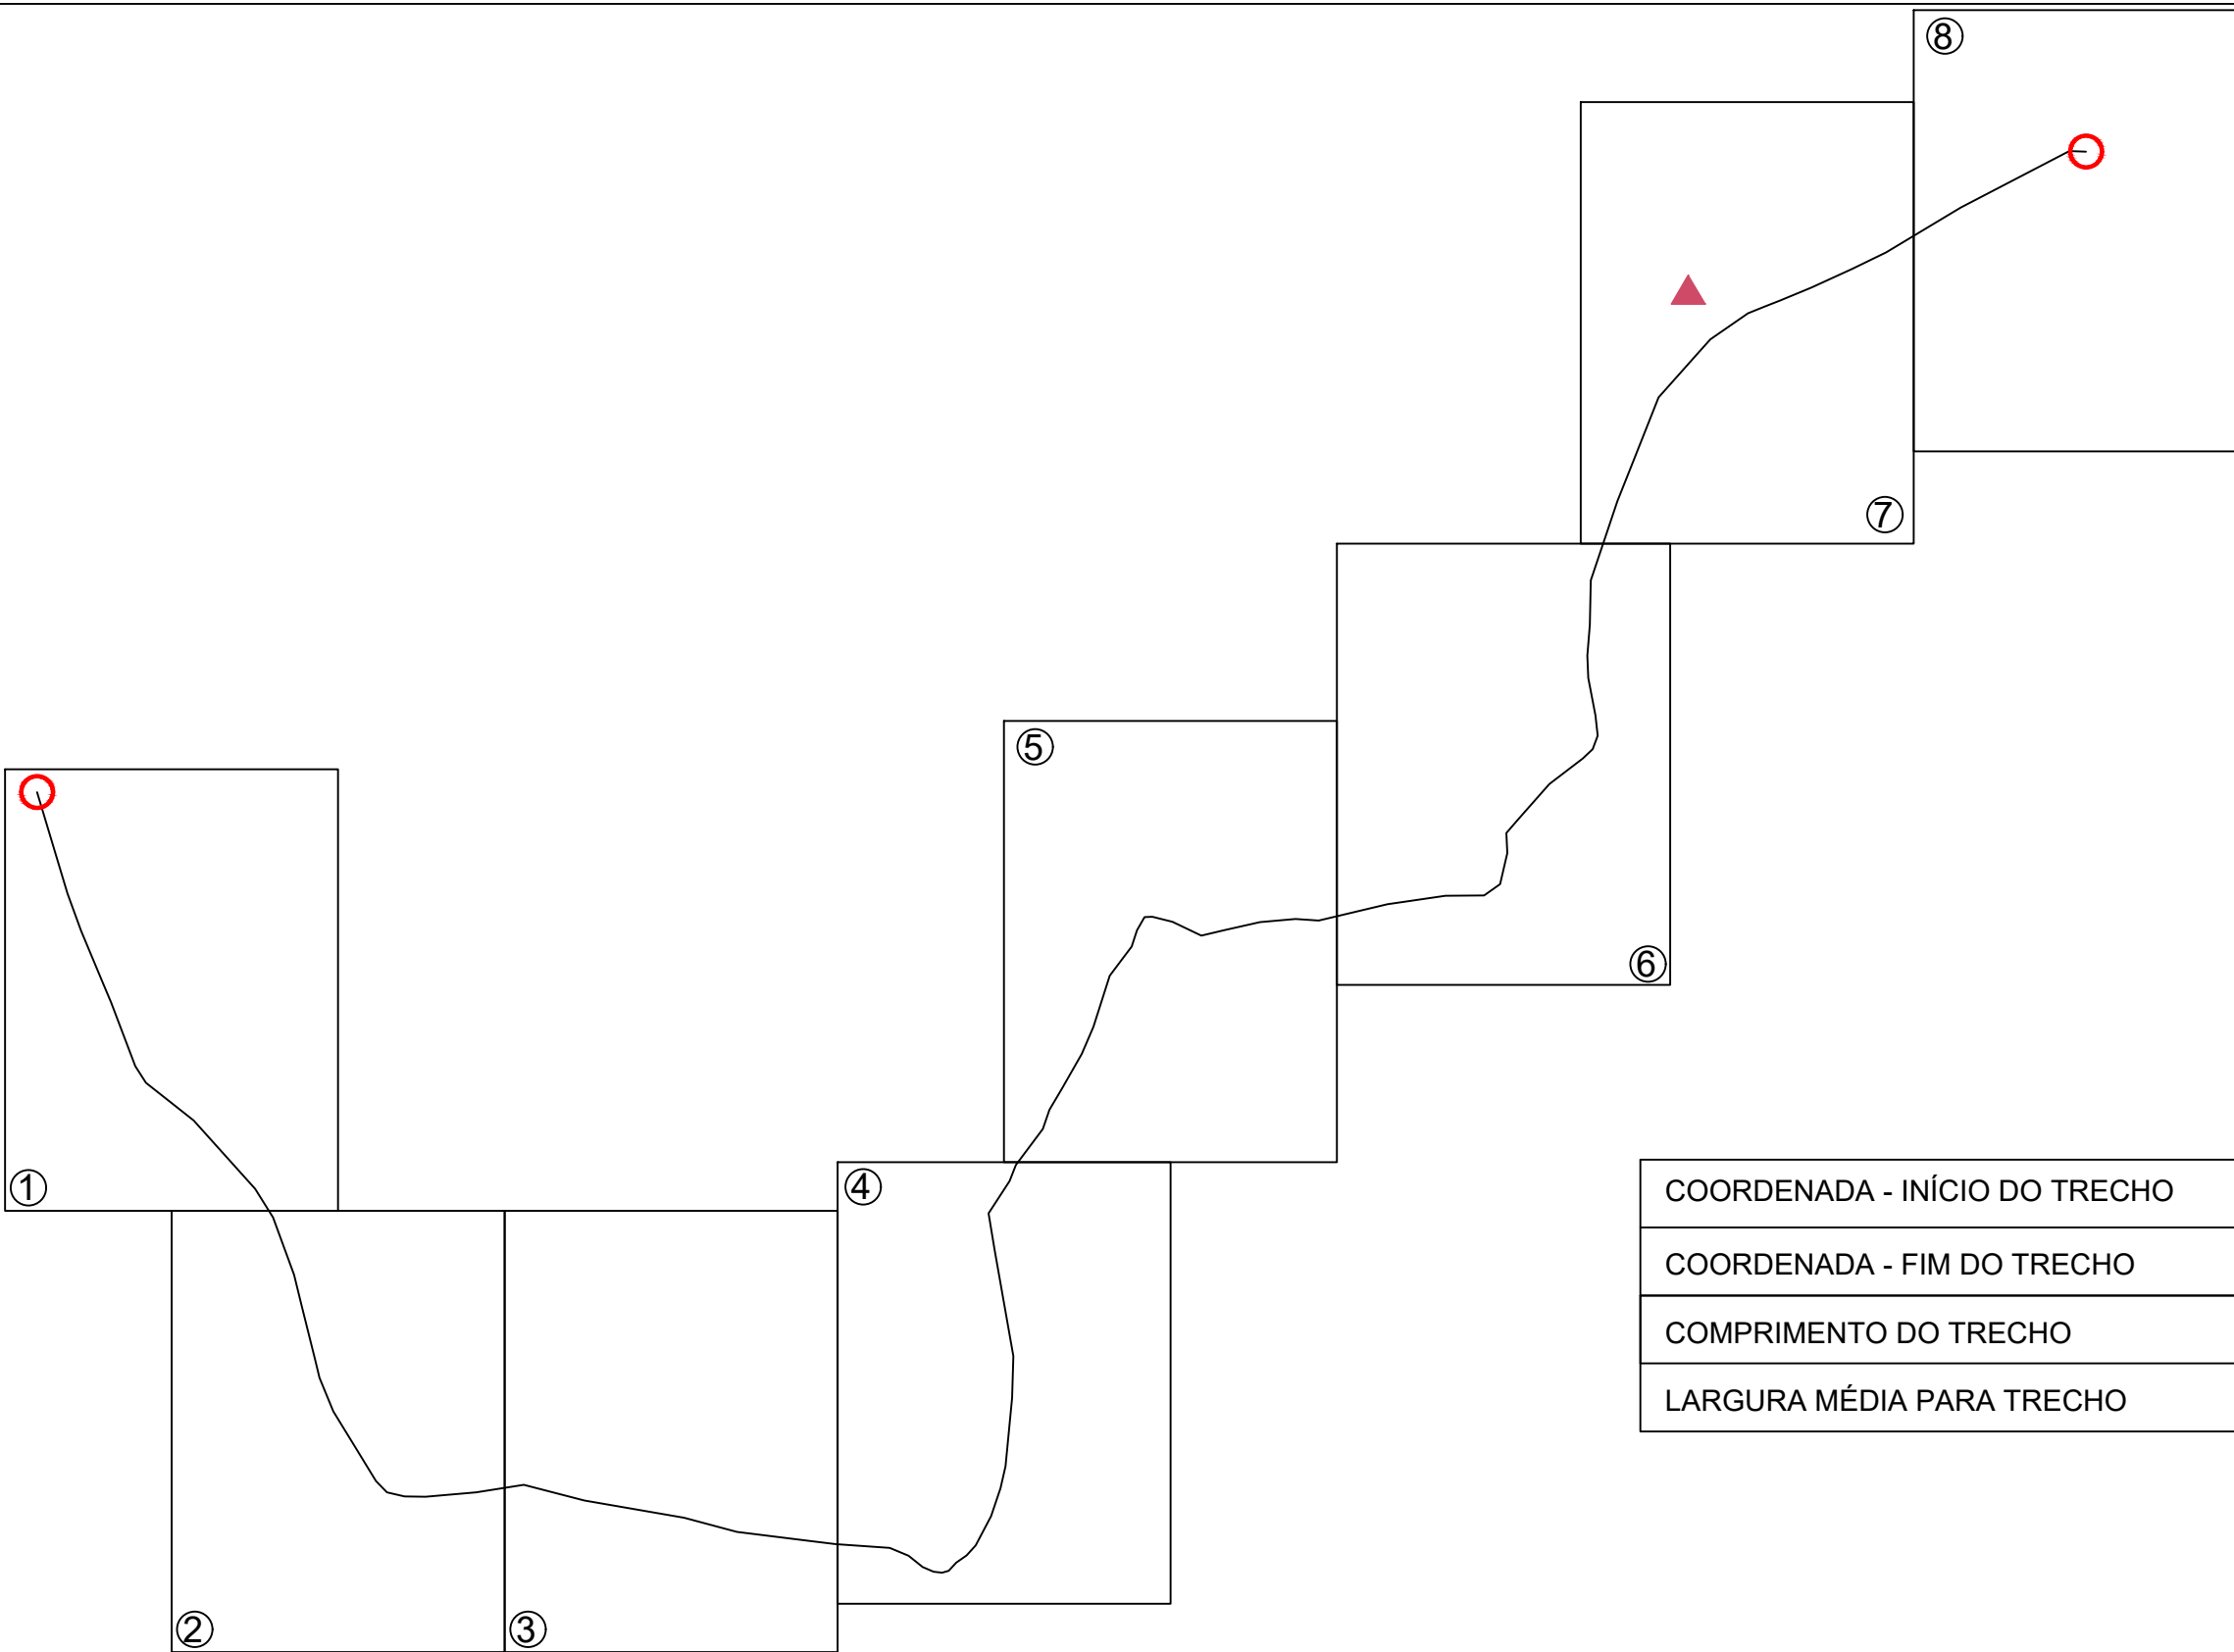 ⑧
⑦
⑤
⑥
①
④
COORDENADA - INÍCIO DO TRECHO
COORDENADA - FIM DO TRECHO
COMPRIMENTO DO TRECHO
LARGURA MÉDIA PARA TRECHO
②
③